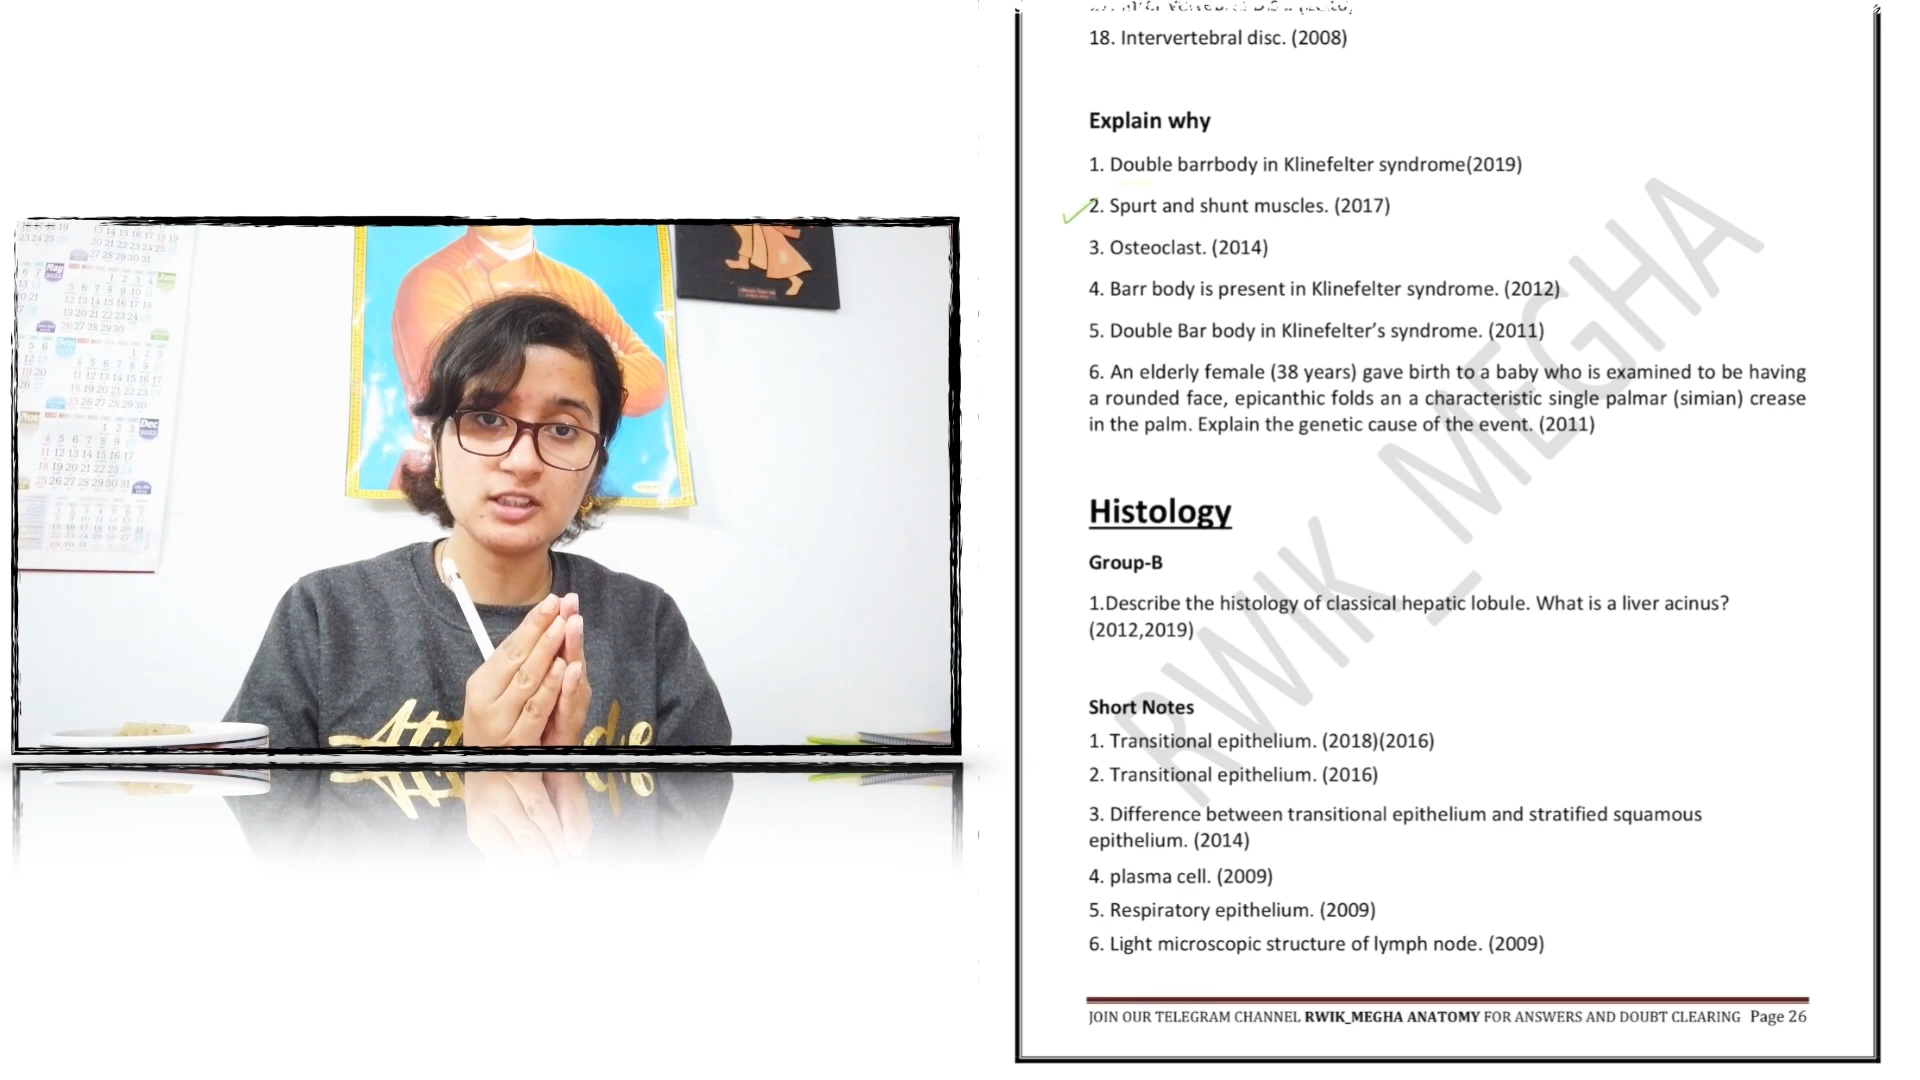 18. Intervertebral disc. (2008)
Explain why
1. Double barrbody in Klinefelter syndrome(2019)
2. Spurt and shunt muscles. (2017)
3. Osteoclast. (2014)
4. Barr body is present in Klinefelter syndrome. (2012)
5. Double Bar body in Klinefelter’s syndrome. (2011)
6. An elderly female (38 years) gave birth to a baby who is examined to be having
a rounded face, epicanthic folds an a characteristic single palmar (simian) crease
in the palm. Explain the genetic cause of the event. (2011)
Histology
Group-B
1.Describe the histology of classical hepatic lobule. What is a liver acinus?
(2012,2019)
Short Notes
1. Transitional epithelium. (2018)(2016)
2. Transitional epithelium. (2016)
3. Difference between transitional epithelium and stratified squamous
epithelium. (2014)
4. plasma cell. (2009)
5. Respiratory epithelium. (2009)
6. Light microscopic structure of lymph node. (2009)
JOIN OUR TELEGRAM CHANNEL RWIK_MEGHA ANATOMY FOR ANSWERS AND DOUBT CLEARING Page 26
RWIK_MEGHA
May
Sep
Nov
Dec